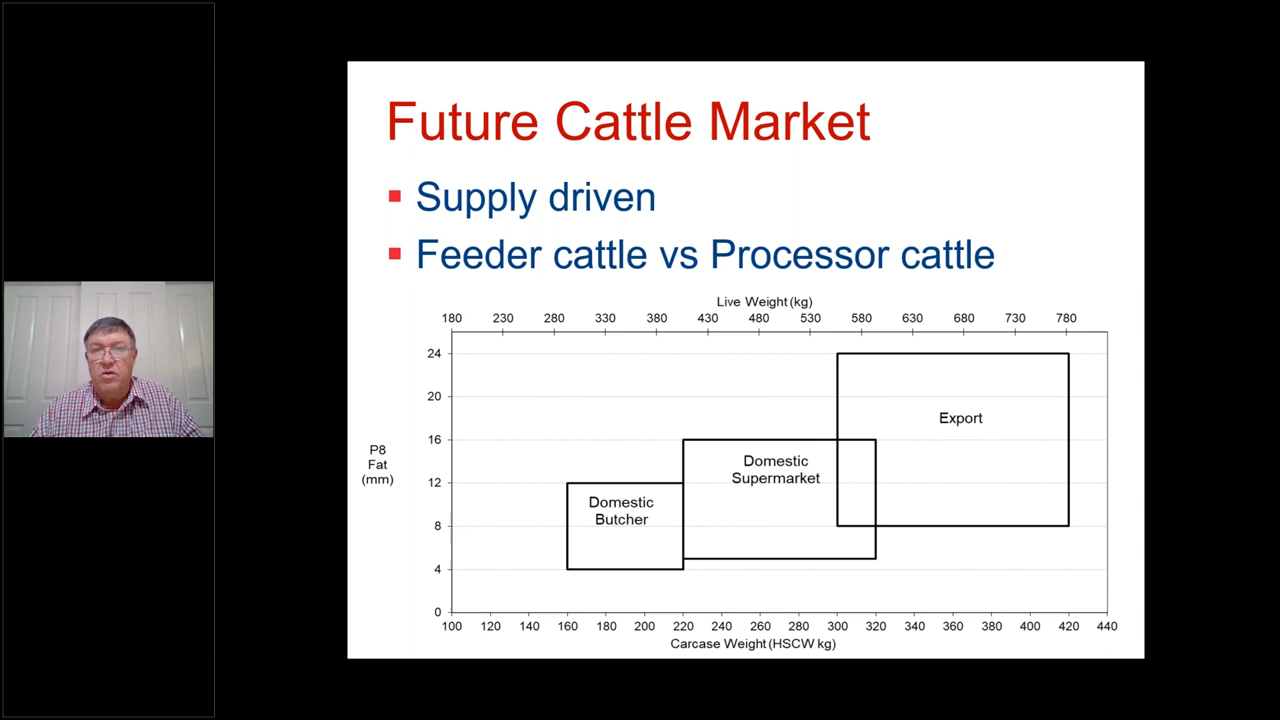 Future Cattle Market
▪ Supply driven
▪ Feeder cattle vs Processor cattle
Live Weight (kg)
180 230 280 330 380 430 480 530 580 630 680 730 780
24
20
16
12
8
4
0
P8
Fat
(mm)
Export
Domestic
Supermarket
Domestic
Butcher
100 120 140 160 180 200 220 240 260 280 300 320 340 360 380 400 420 440
Carcase Weight (HSCW kg)